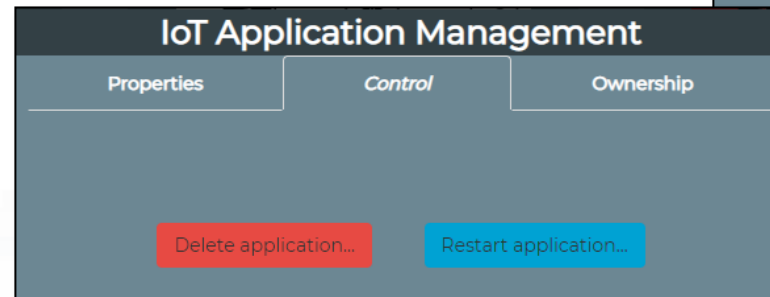 IoT Application Management
Properties Control Ownership
Delete application... Restart application...